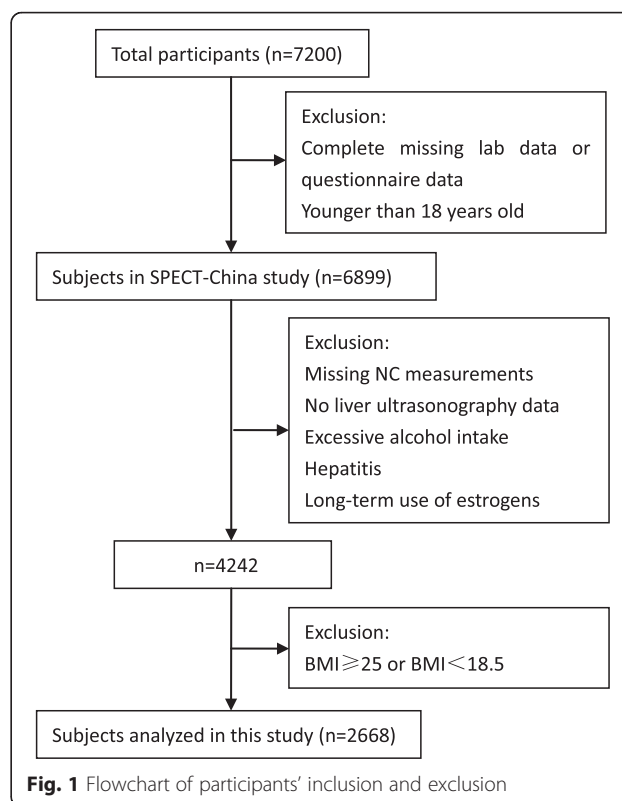 Total participants (n=7200)
Exclusion:
Complete missing lab data or
questionnaire data
Younger than 18 years old
Subjects in SPECT-China study (n=6899)
Exclusion:
Missing NC measurements
No liver ultrasonography data
Excessive alcohol intake
Hepatitis
Long-term use of estrogens
n=4242
Exclusion:
BMI≥25 or BMI<18.5
Subjects analyzed in this study (n=2668)
Fig. 1 Flowchart of participants' inclusion and exclusion